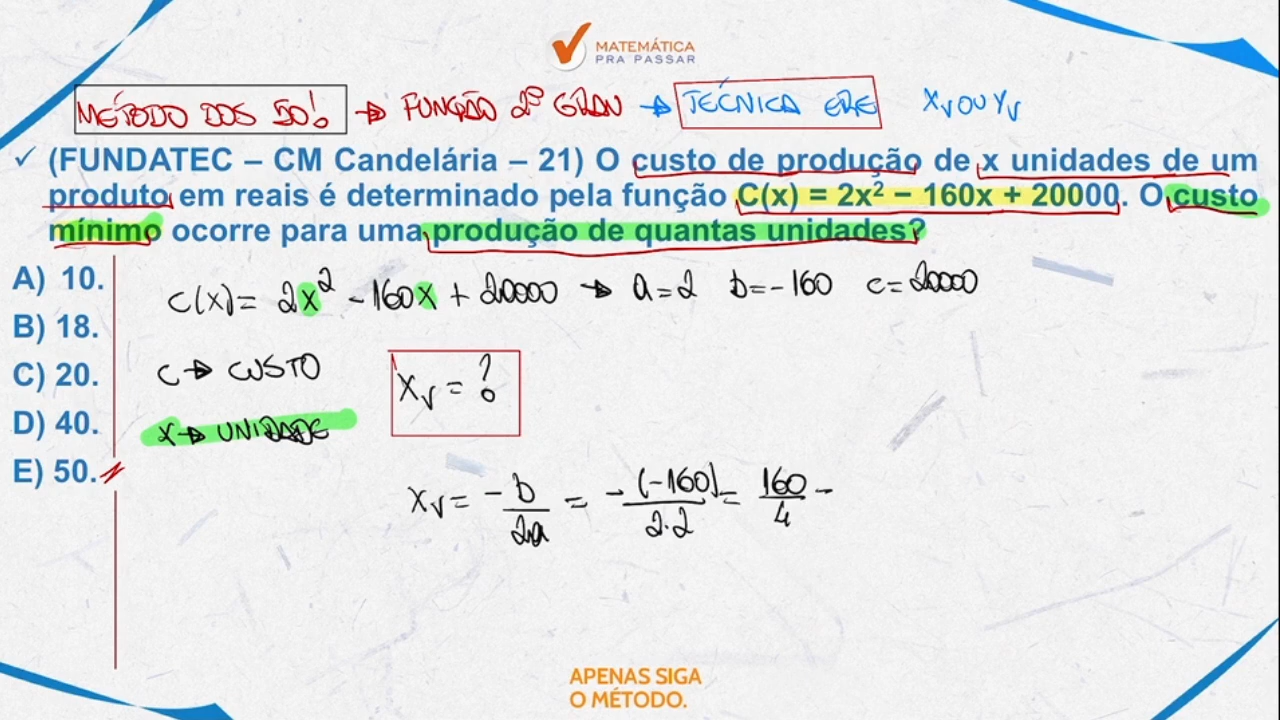 MATEMÁTICA
PRA PASSAR
MÉTODO DOS 50! → FUNÇÃO 2º GRAU → TÉCNICA ERE Xv OU Yv
✓ (FUNDATEC – CM Candelária – 21) O custo de produção de x unidades de um
produto em reais é determinado pela função C(x) = 2x² – 160x + 20000. O custo
mínimo ocorre para uma produção de quantas unidades?
A) 10.
B) 18.
C) 20.
D) 40.
E) 50.
C(X) = 2x² - 160x + 20000 → a=2 b=-160 c=20000
C → CUSTO
X → UNIDADE
Xv = ?
Xv = -b/2a = -(-160)/2·2 = 160/4 -
APENAS SIGA
O MÉTODO.